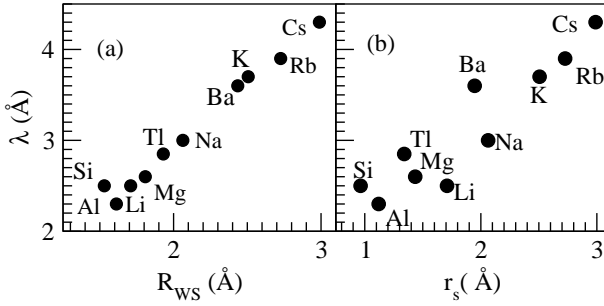 (a)
Cs
K
Rb
Ba
Tl
Na
Si
Al
Li
Mg
4
3
2
λ (Å)
2
3
R_WS (Å)
(b)
Cs
Ba
Rb
K
Tl
Na
Si
Mg
Li
Al
1
2
3
r_s( Å)